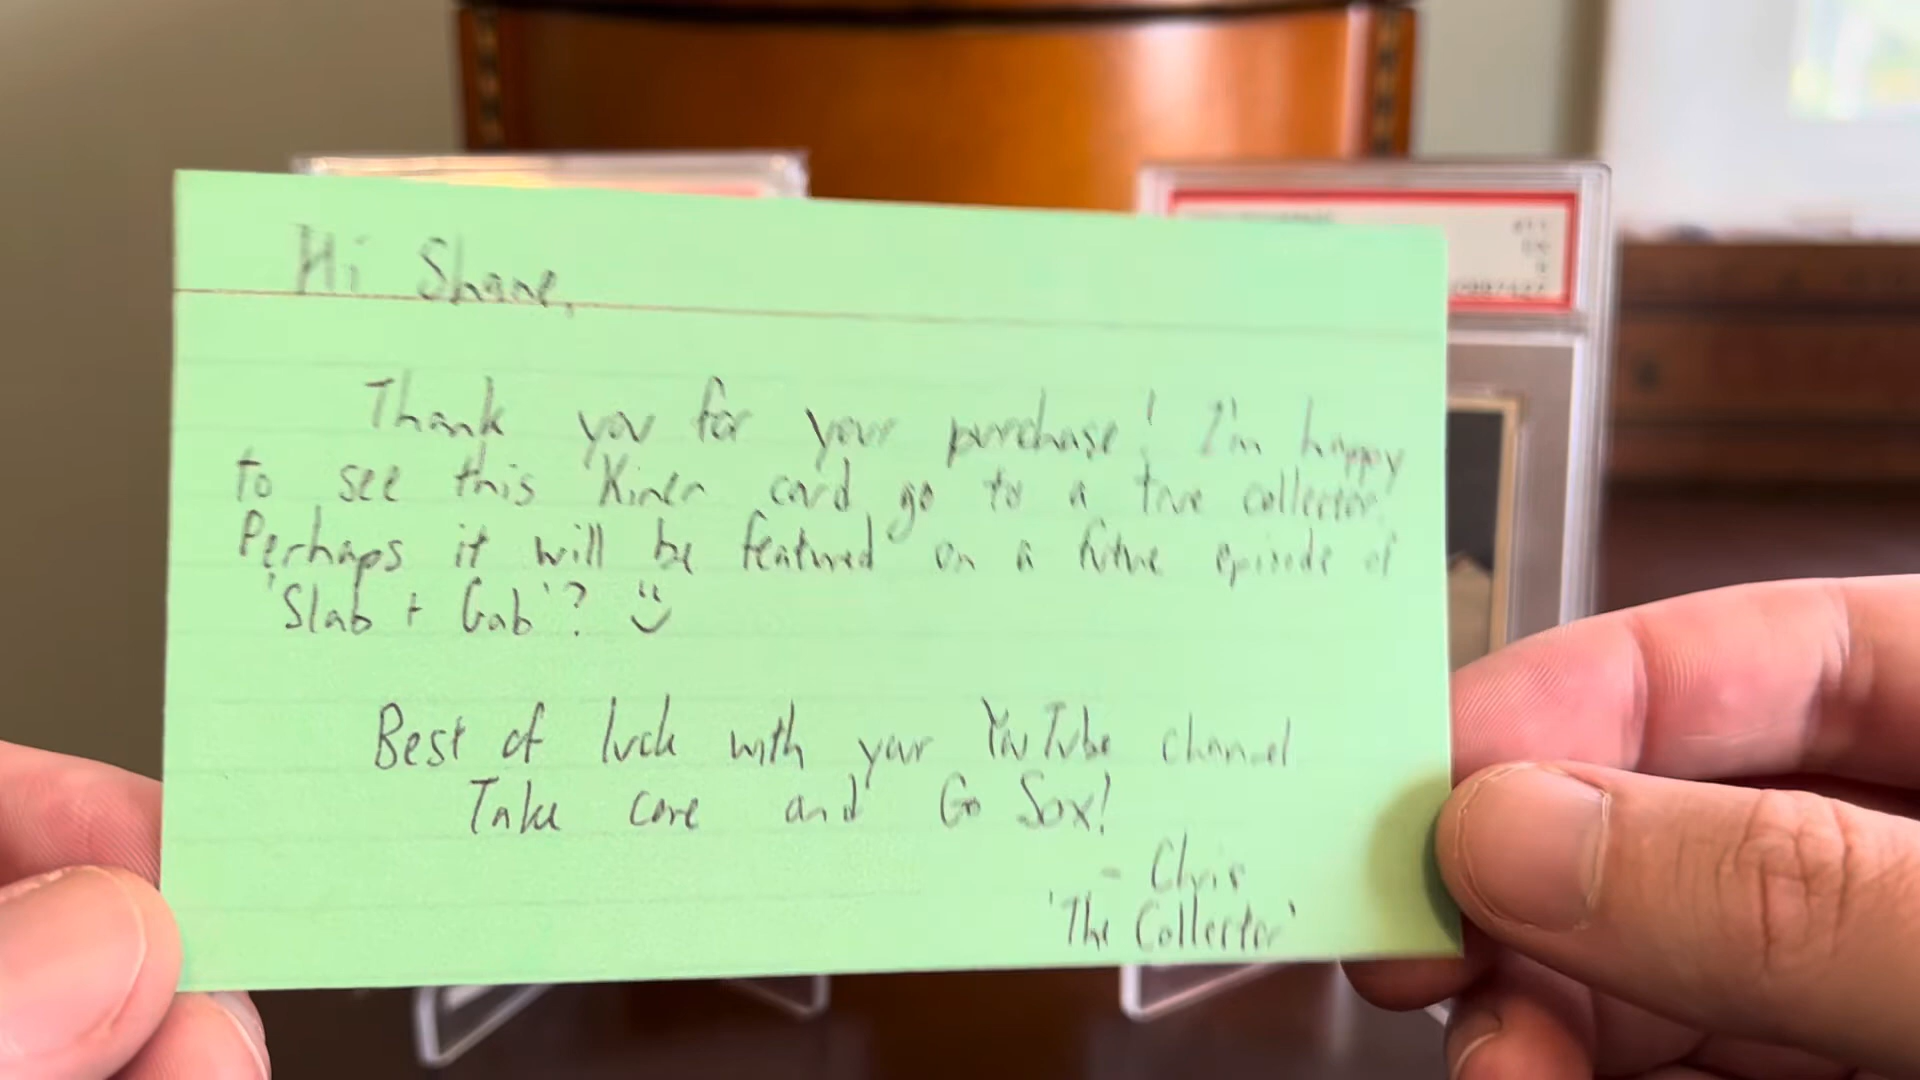 Hi Shane,
Thank you for your purchase! I'm happy
to see this Kiner card go to a true collector.
Perhaps it will be featured on a future episode of
'Slab + Gab'? :)
Best of luck with your YouTube channel
Take care and Go Sox!
- Chris
'The Collector'